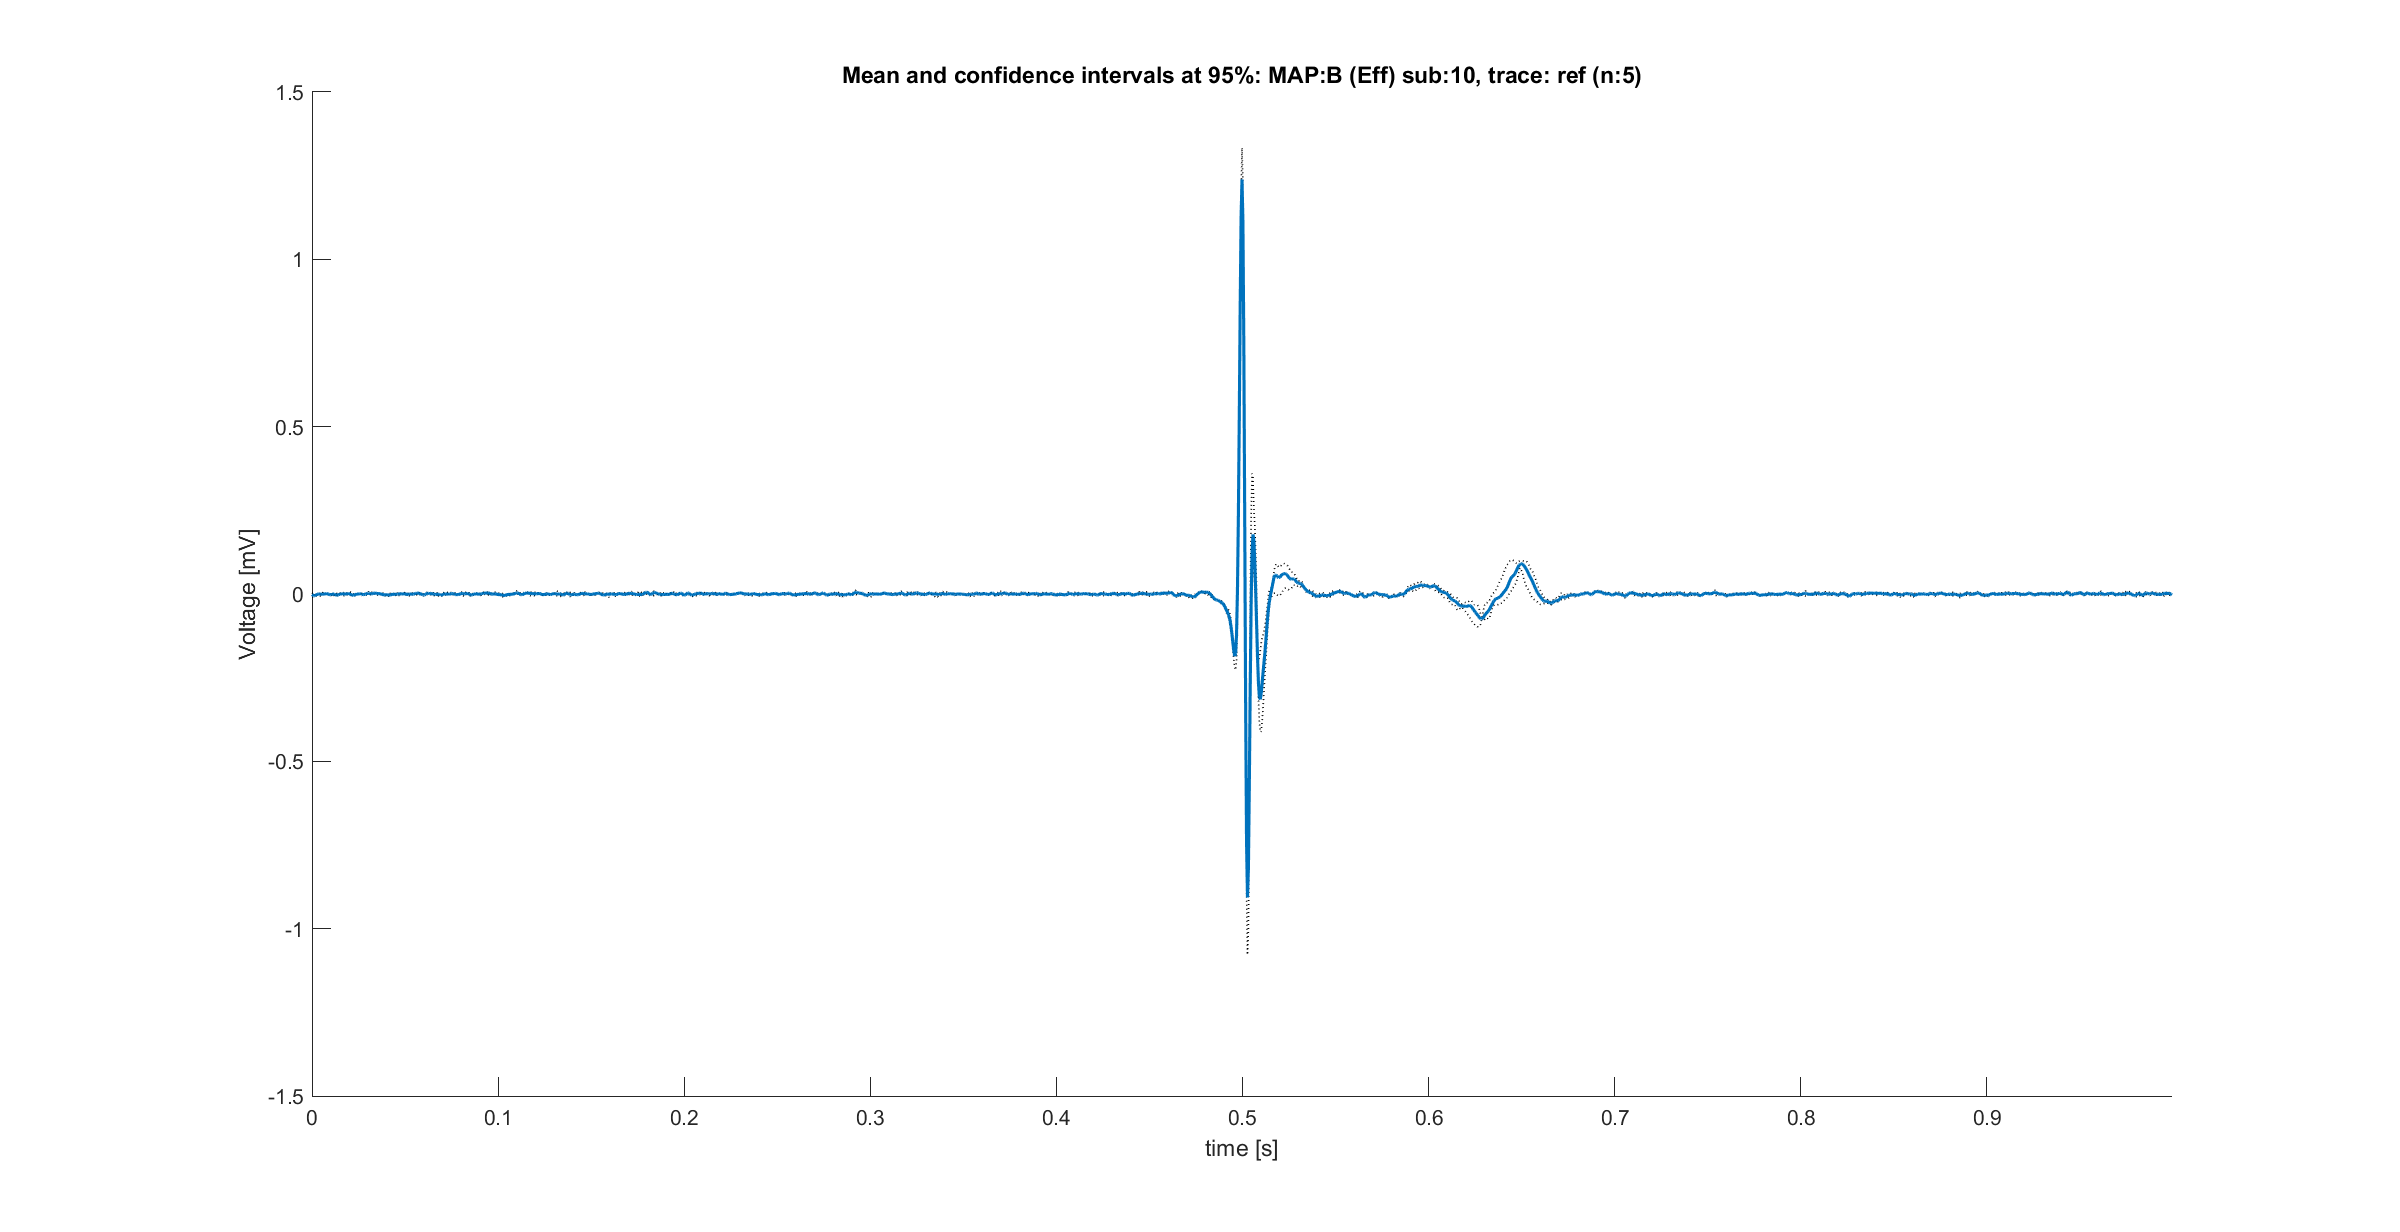 Mean and confidence intervals at 95%: MAP:B (Eff) sub:10, trace: ref (n:5)
1.5
1
0.5
0
-0.5
-1
-1.5
Voltage [mV]
0 0.1 0.2 0.3 0.4 0.5 0.6 0.7 0.8 0.9
time [s]